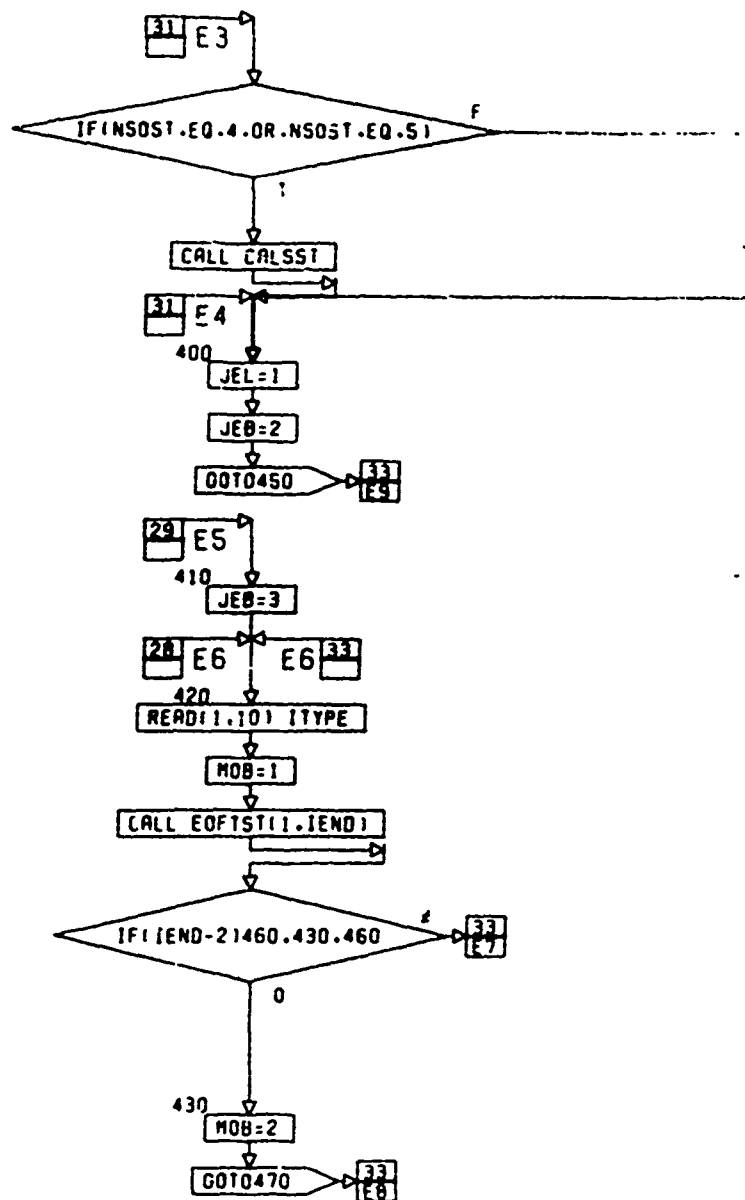 31 E3
IF(NSOST.EQ.4.OR.NSOST.EQ.5)
F
T
CALL CALSST
31 E4
400
JEL=1
JEB=2
GOTO450
33
E9
29 E5
410
JEB=3
28 E6 E6 33
420
READ(1.10) ITYPE
MOB=1
CALL EOFTST(1.IEND)
IF(IEND-2)460.430.460
33
E7
0
430
MOB=2
GOTO470
33
E8